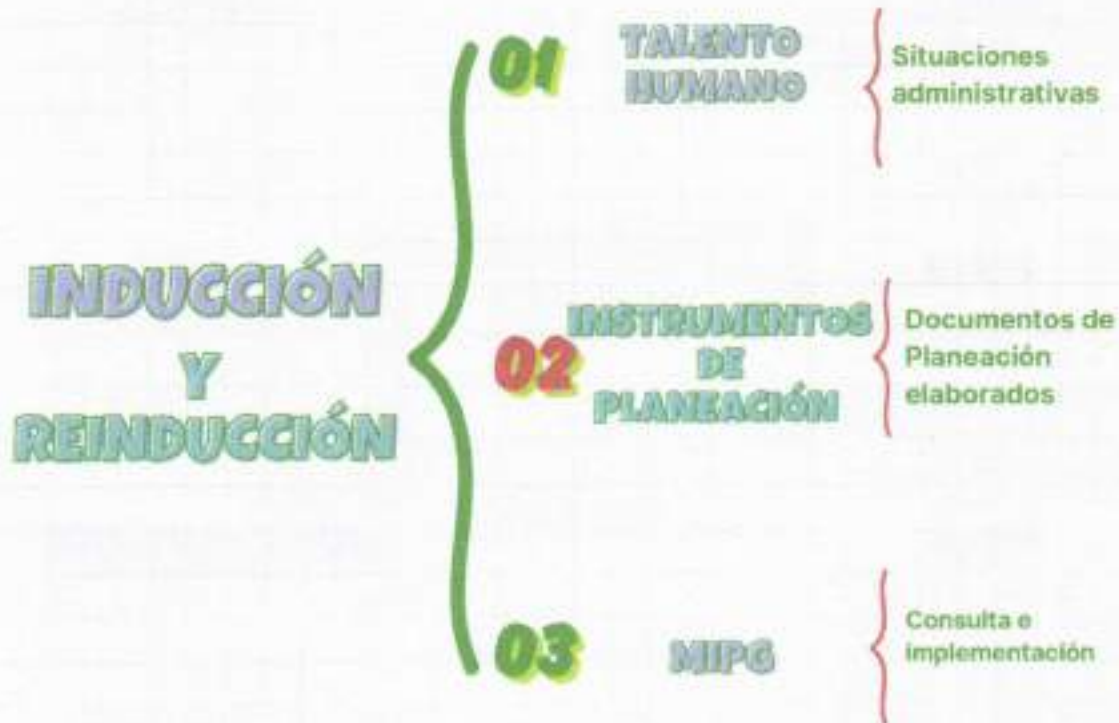 INDUCCIÓN
Y
REINDUCCIÓN
01
TALENTO
HUMANO
Situaciones
administrativas
02
INSTRUMENTOS
DE
PLANEACIÓN
Documentos de
Planeación
elaborados
03
MIPG
Consulta e
implementación